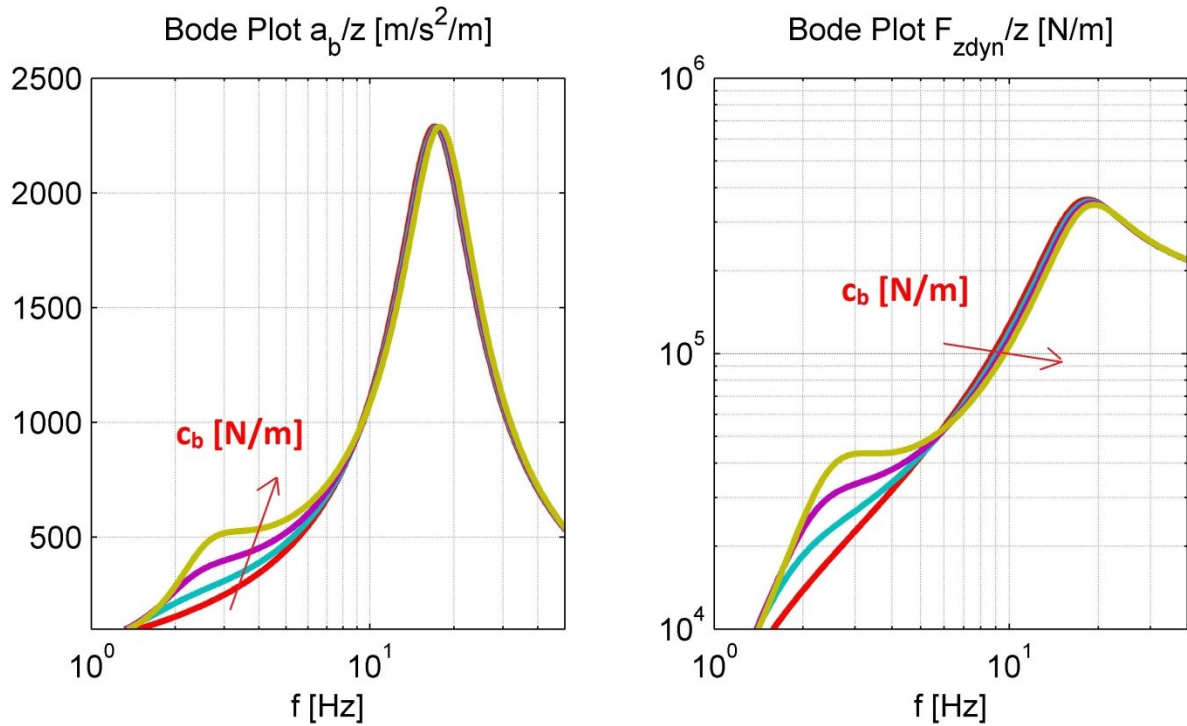 Bode Plot a_b/z [m/s^2/m]
2500
2000
1500
1000
500
c_b [N/m]
10^0
10^1
f [Hz]
Bode Plot F_zdyn/z [N/m]
10^6
10^5
10^4
c_b [N/m]
10^0
10^1
f [Hz]